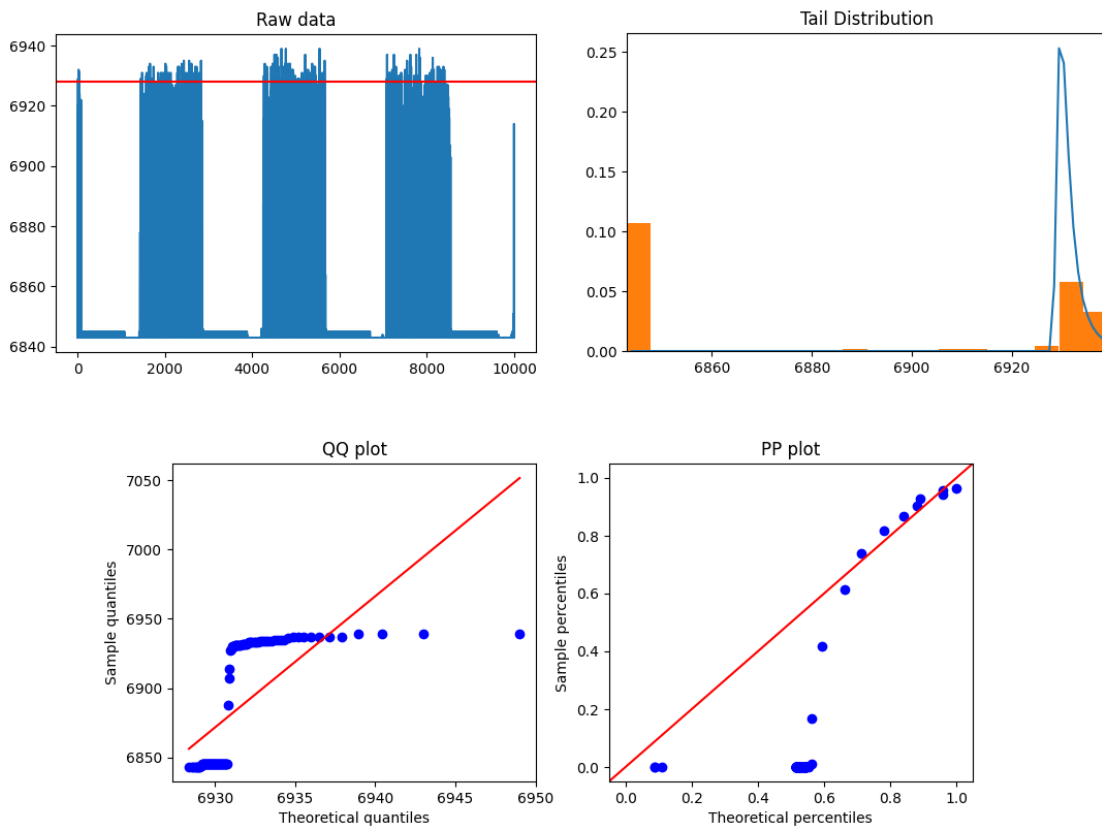 Raw data
6940
6920
6900
6880
6860
6840
0 2000 4000 6000 8000 10000
Tail Distribution
0.25
0.20
0.15
0.10
0.05
0.00
6860 6880 6900 6920
QQ plot
Sample quantiles
7050
7000
6950
6900
6850
6930 6935 6940 6945 6950
Theoretical quantiles
PP plot
Sample percentiles
1.0
0.8
0.6
0.4
0.2
0.0
0.0 0.2 0.4 0.6 0.8 1.0
Theoretical percentiles